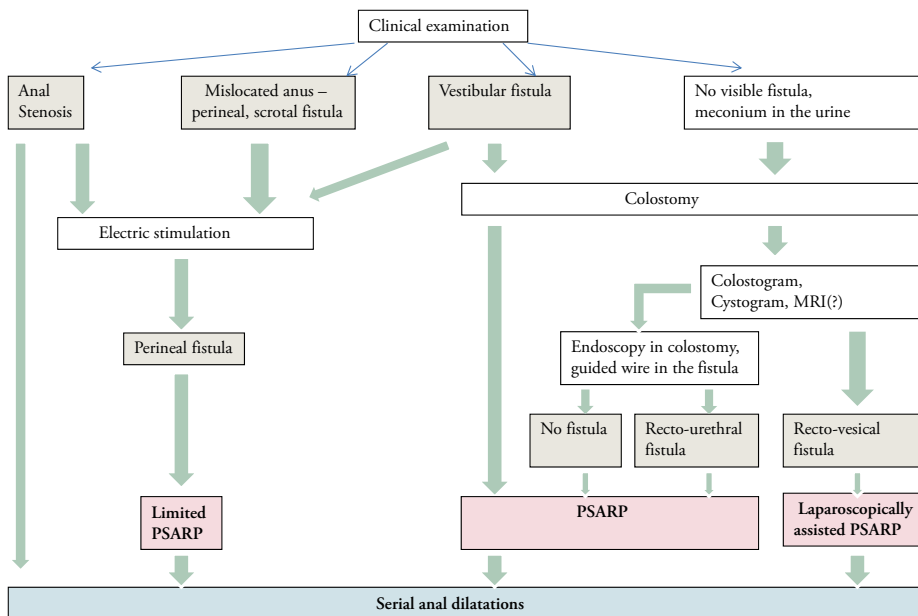 Clinical examination
Anal
Stenosis
Mislocated anus –
perineal, scrotal fistula
Vestibular fistula
No visible fistula,
meconium in the urine
Colostomy
Electric stimulation
Colostogram,
Cystogram, MRI(?)
Perineal fistula
Endoscopy in colostomy,
guided wire in the fistula
No fistula
Recto-urethral
fistula
Recto-vesical
fistula
Limited
PSARP
PSARP
Laparoscopically
assisted PSARP
Serial anal dilatations